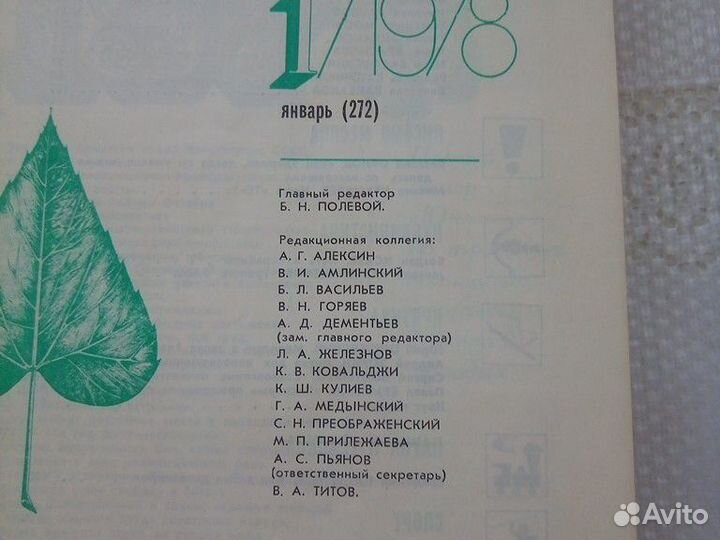 1/1978
январь (272)
Главный редактор
Б. Н. ПОЛЕВОЙ.
Редакционная коллегия:
А. Г. АЛЕКСИН
В. И. АМЛИНСКИЙ
Б. Л. ВАСИЛЬЕВ
В. Н. ГОРЯЕВ
А. Д. ДЕМЕНТЬЕВ
(зам. главного редактора)
Л. А. ЖЕЛЕЗНОВ
К. В. КОВАЛЬДЖИ
К. Ш. КУЛИЕВ
Г. А. МЕДЫНСКИЙ
С. Н. ПРЕОБРАЖЕНСКИЙ
М. П. ПРИЛЕЖАЕВА
А. С. ПЬЯНОВ
(ответственный секретарь)
В. А. ТИТОВ.
Avito